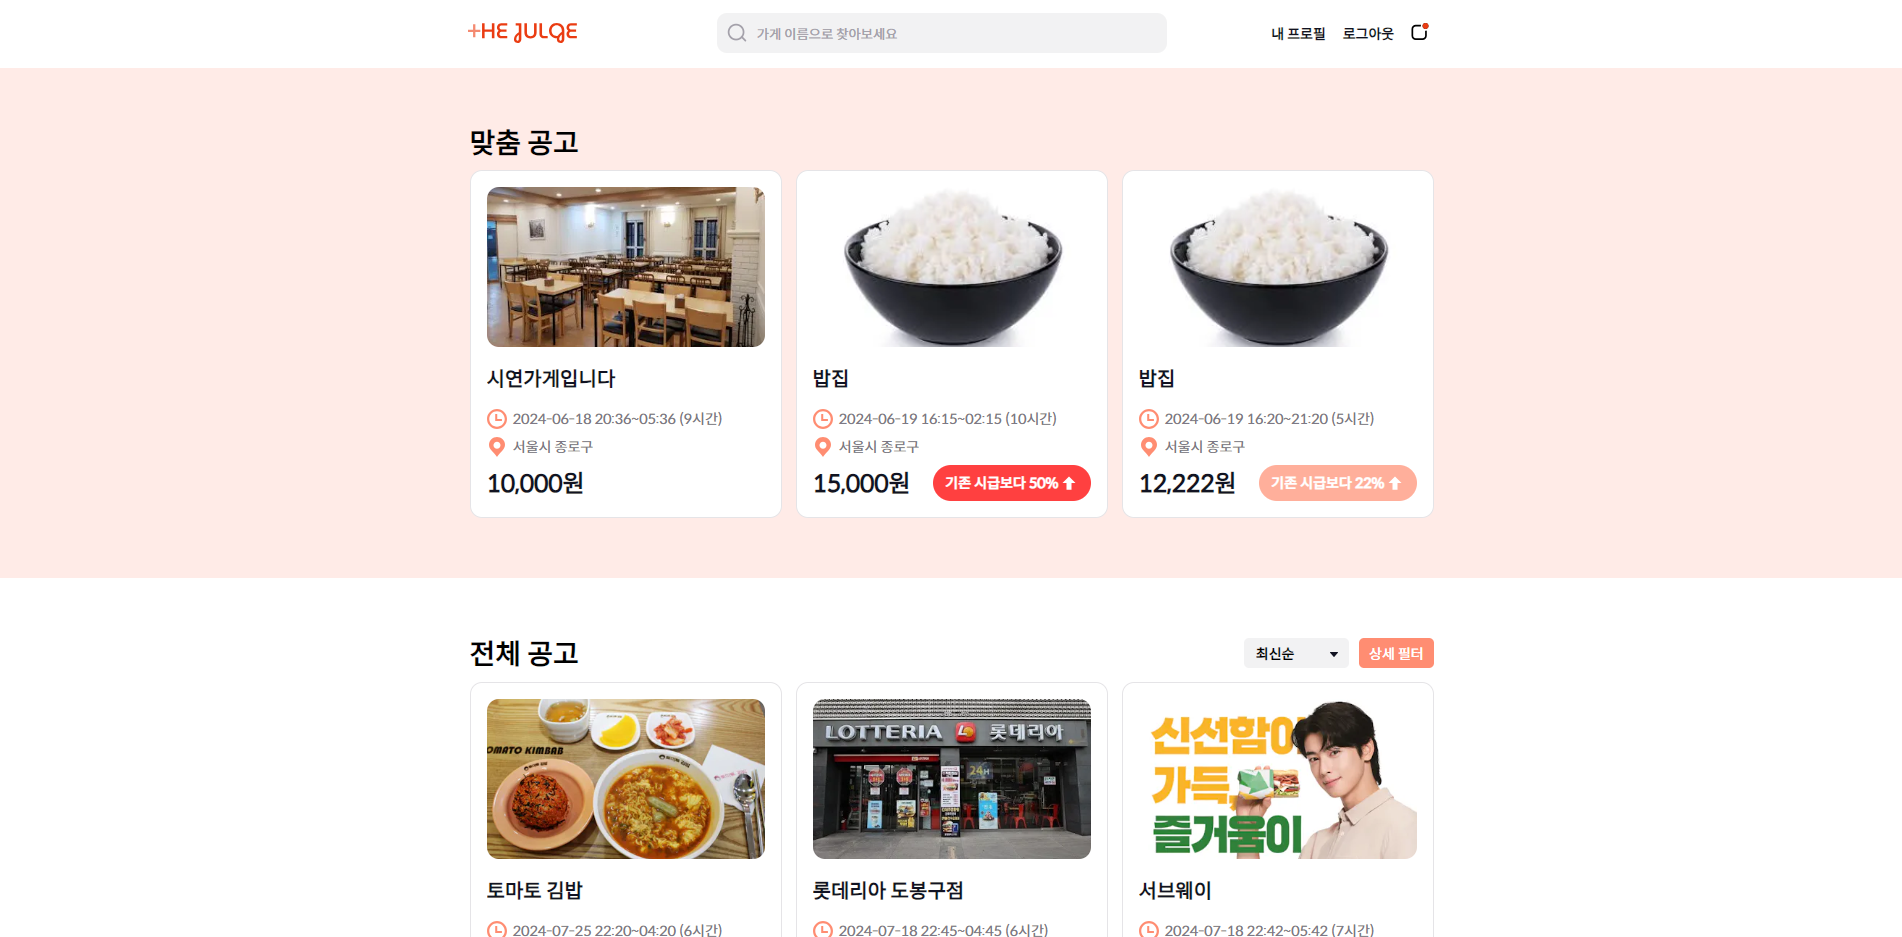 +HE JULGE
가게 이름으로 찾아보세요
내 프로필
로그아웃
맞춤 공고
시연가게입니다
2024-06-18 20:36~05:36 (9시간)
서울시 종로구
10,000원
밥집
2024-06-19 16:15~02:15 (10시간)
서울시 종로구
15,000원
기존 시급보다 50%
밥집
2024-06-19 16:20~21:20 (5시간)
서울시 종로구
12,222원
기존 시급보다 22%
전체 공고
최신순
상세 필터
OMATO KIMBAB
토마토 김밥
2024-07-25 22:20~04:20 (6시간)
LOTTERIA 롯데리아
24H
롯데리아 도봉구점
2024-07-18 22:45~04:45 (6시간)
신선함이
가득,
즐거움이
서브웨이
2024-07-18 22:42~05:42 (7시간)